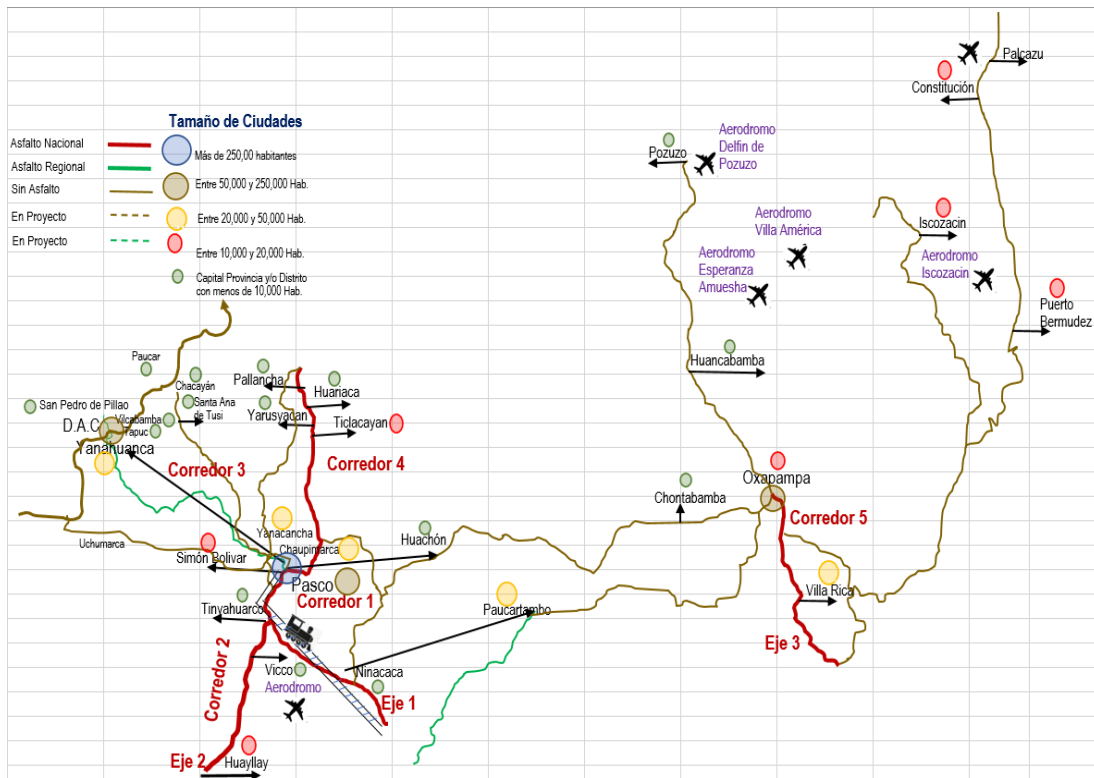 Tamaño de Ciudades
Asfalto Nacional
Más de 250,00 habitantes
Asfalto Regional
Sin Asfalto
Entre 50,000 y 250,000 Hab.
En Proyecto
Entre 20,000 y 50,000 Hab.
En Proyecto
Entre 10,000 y 20,000 Hab.
Capital Provincia y/o Distrito
con menos de 10,000 Hab.
Palcazu
Constitución
Aerodromo
Delfin de
Pozuzo
Pozuzo
Aerodromo
Villa América
Iscozacin
Aerodromo
Esperanza
Amuesha
Aerodromo
Iscozacin
Puerto
Bermudez
Huancabamba
Paucar
Chacayán
Pallancha
Huariaca
San Pedro de Pillao
Santa Ana
de Tusi
Yarusyacan
Vilcabamba
Tapuc
D.A.C.
Yanahuanca
Ticlacayan
Corredor 3
Corredor 4
Oxapampa
Chontabamba
Corredor 5
Yanacancha
Uchumarca
Chaupimarca
Huachón
Simón Bolivar
Pasco
Corredor 1
Tinyahuarco
Paucartambo
Villa Rica
Eje 3
Corredor 2
Vicco
Aerodromo
Ninacaca
Eje 1
Eje 2
Huayllay